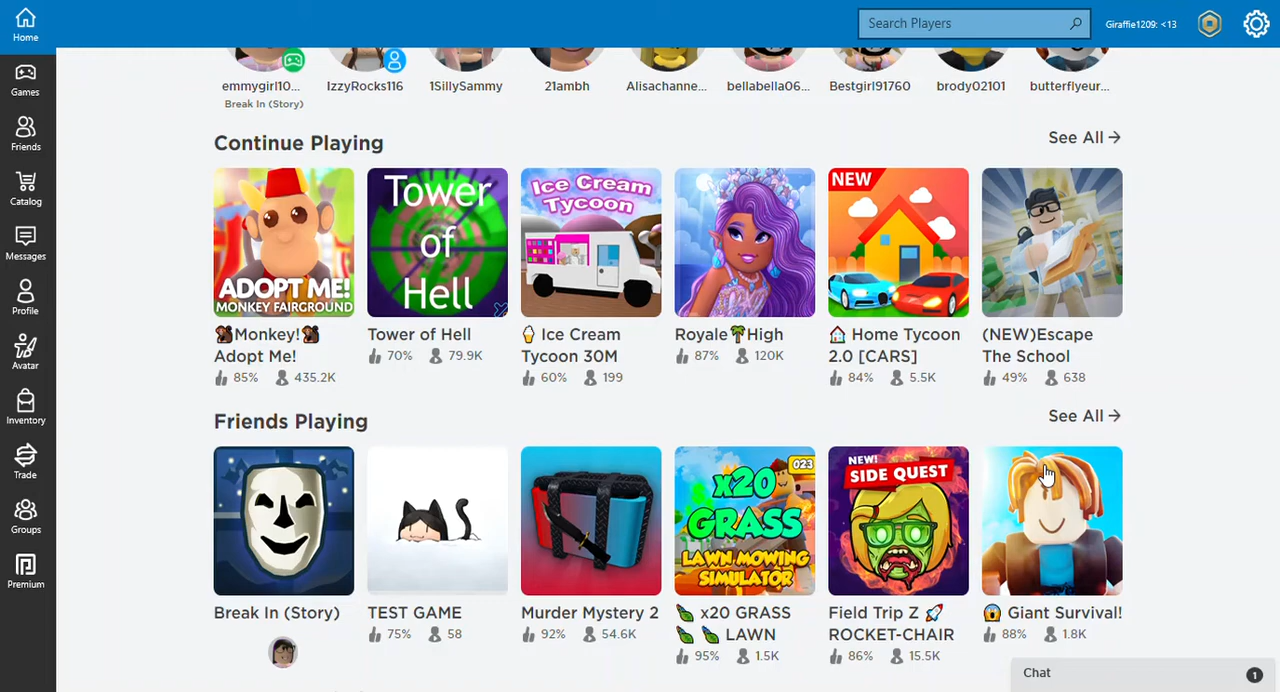 Home
Search Players
Giraffie1209: <13
Games
Friends
Catalog
Messages
Profile
Avatar
Inventory
Trade
Groups
Premium
emmygirl10...
Break In (Story)
IzzyRocks116
1SillySammy
21ambh
Alisachanne...
bellabella06...
Bestgirl91760
brody02101
butterflyeur...
Continue Playing
See All
ADOPT ME!
MONKEY FAIRGROUND
Monkey!
Adopt Me!
85% 435.2K
Tower
of
Hell
Tower of Hell
70% 79.9K
Ice Cream
Tycoon
Ice Cream
Tycoon 30M
60% 199
Royale High
87% 120K
NEW
Home Tycoon
2.0 [CARS]
84% 5.5K
(NEW)Escape
The School
49% 638
Friends Playing
See All
Break In (Story)
TEST GAME
75% 58
Murder Mystery 2
92% 54.6K
023
x20
GRASS
LAWN MOWING
SIMULATOR
x20 GRASS
LAWN
95% 1.5K
NEW!
SIDE QUEST
Field Trip Z
ROCKET-CHAIR
86% 15.5K
Giant Survival!
88% 1.8K
Chat
1